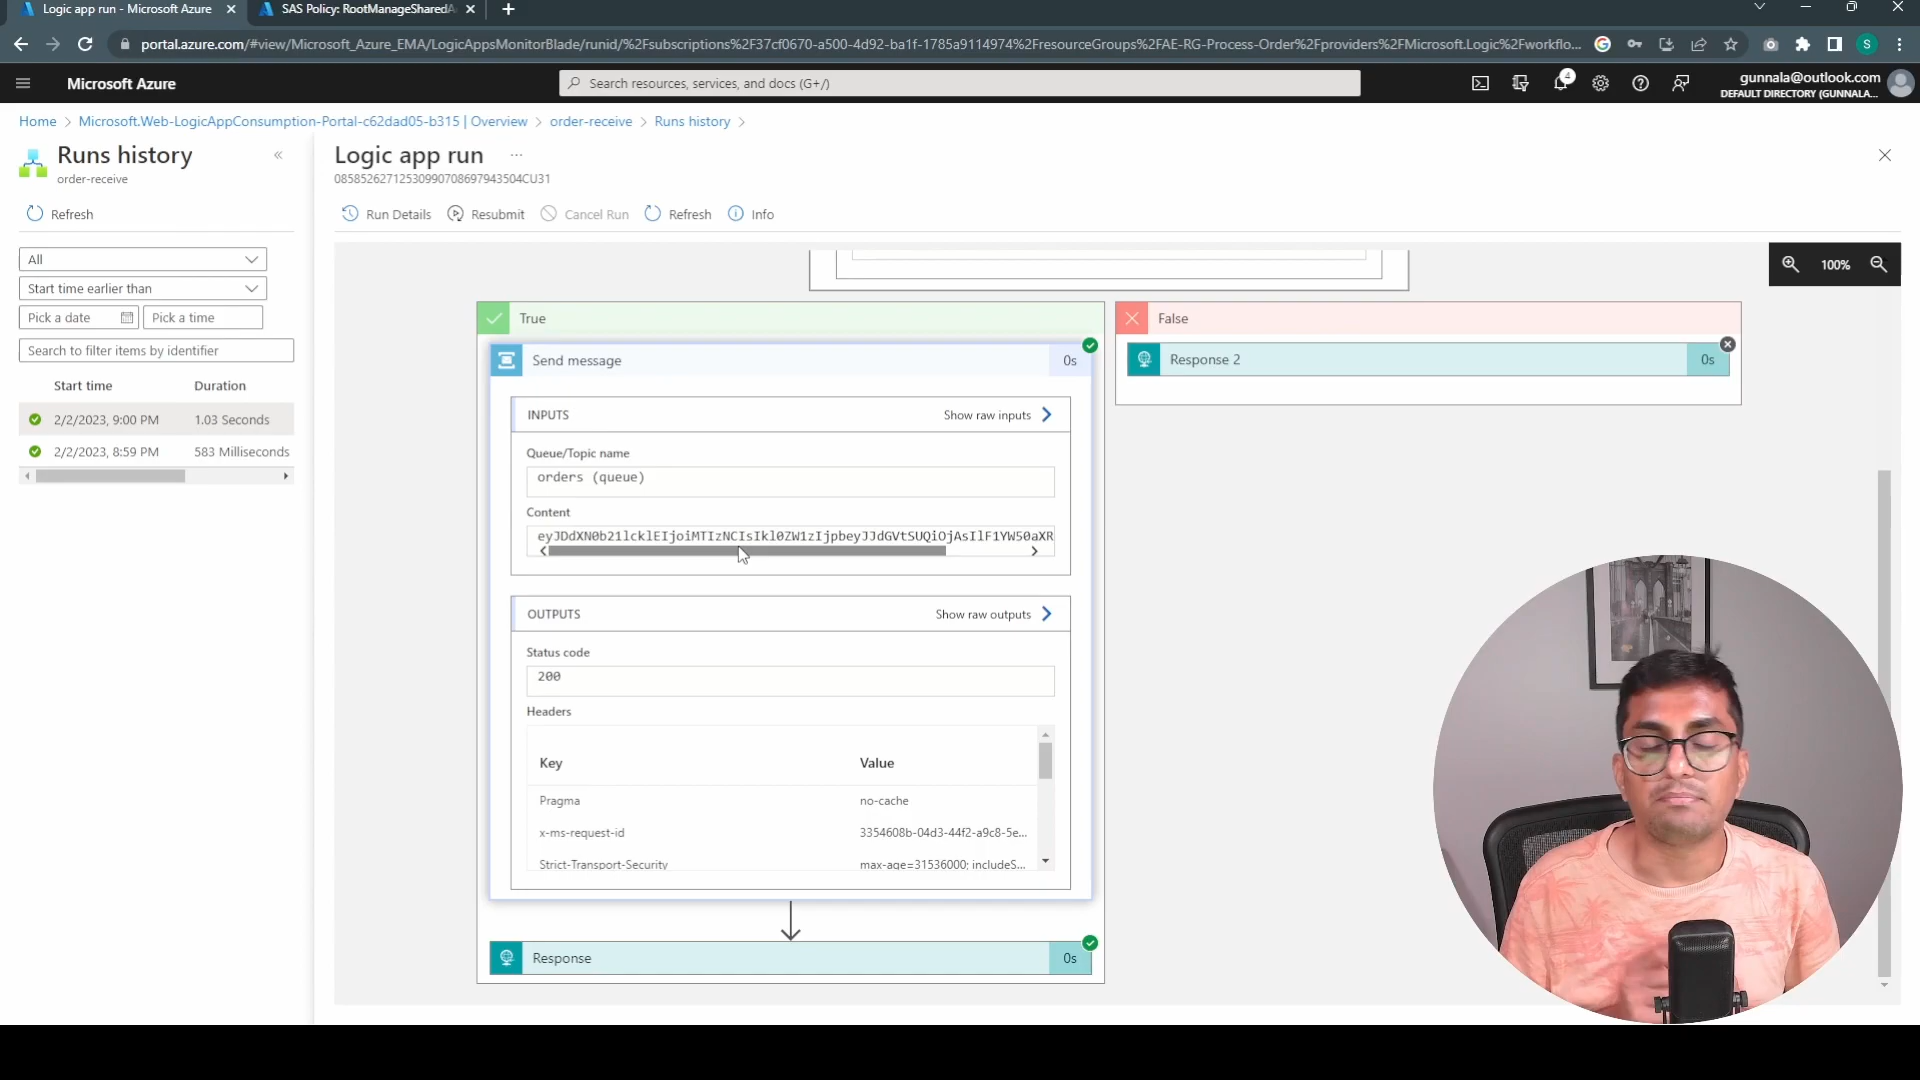 Logic app run - Microsoft Azure
SAS Policy: RootManageSharedA
portal.azure.com/#view/Microsoft_Azure_EMA/LogicAppsMonitorBlade/runid/%2Fsubscriptions%2F37cf0670-a500-4d92-ba1f-1785a9114974%2FresourceGroups%2FAE-RG-Process-Order%2Fproviders%2FMicrosoft.Logic%2Fworkflo...
S
Microsoft Azure
Search resources, services, and docs (G+/)
4
gunnala@outlook.com
DEFAULT DIRECTORY (GUNNALA...
Home > Microsoft.Web-LogicAppConsumption-Portal-c62dad05-b315 | Overview > order-receive > Runs history >
Runs history
order-receive
Refresh
All
Start time earlier than
Pick a date
Pick a time
Search to filter items by identifier
Start time Duration
2/2/2023, 9:00 PM 1.03 Seconds
2/2/2023, 8:59 PM 583 Milliseconds
Logic app run ...
08585262712530990708697943504CU31
Run Details Resubmit Cancel Run Refresh Info
100%
True
Send message 0s
INPUTS Show raw inputs
Queue/Topic name
orders (queue)
Content
eyJDdXN0b21lcklEIjoiMTIzNCIsIkl0ZW1zIjpbeyJJdGVtSUQiOjAsIlF1YW50aXR
OUTPUTS Show raw outputs
Status code
200
Headers
Key Value
Pragma no-cache
x-ms-request-id 3354608b-04d3-44f2-a9c8-5e...
Strict-Transport-Security max-age=31536000; includeS...
Response 0s
False
Response 2 0s